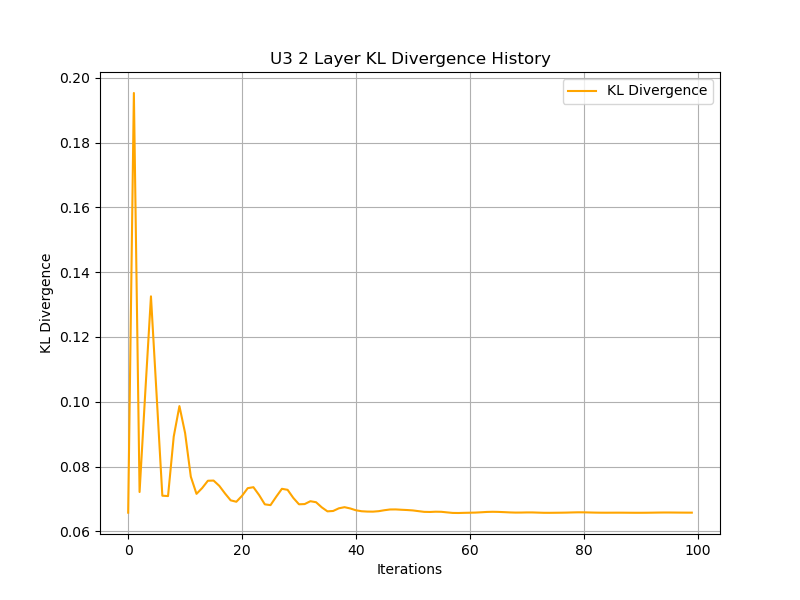 U3 2 Layer KL Divergence History
KL Divergence
0.20
0.18
0.16
0.14
0.12
0.10
0.08
0.06
KL Divergence
0 20 40 60 80 100
Iterations